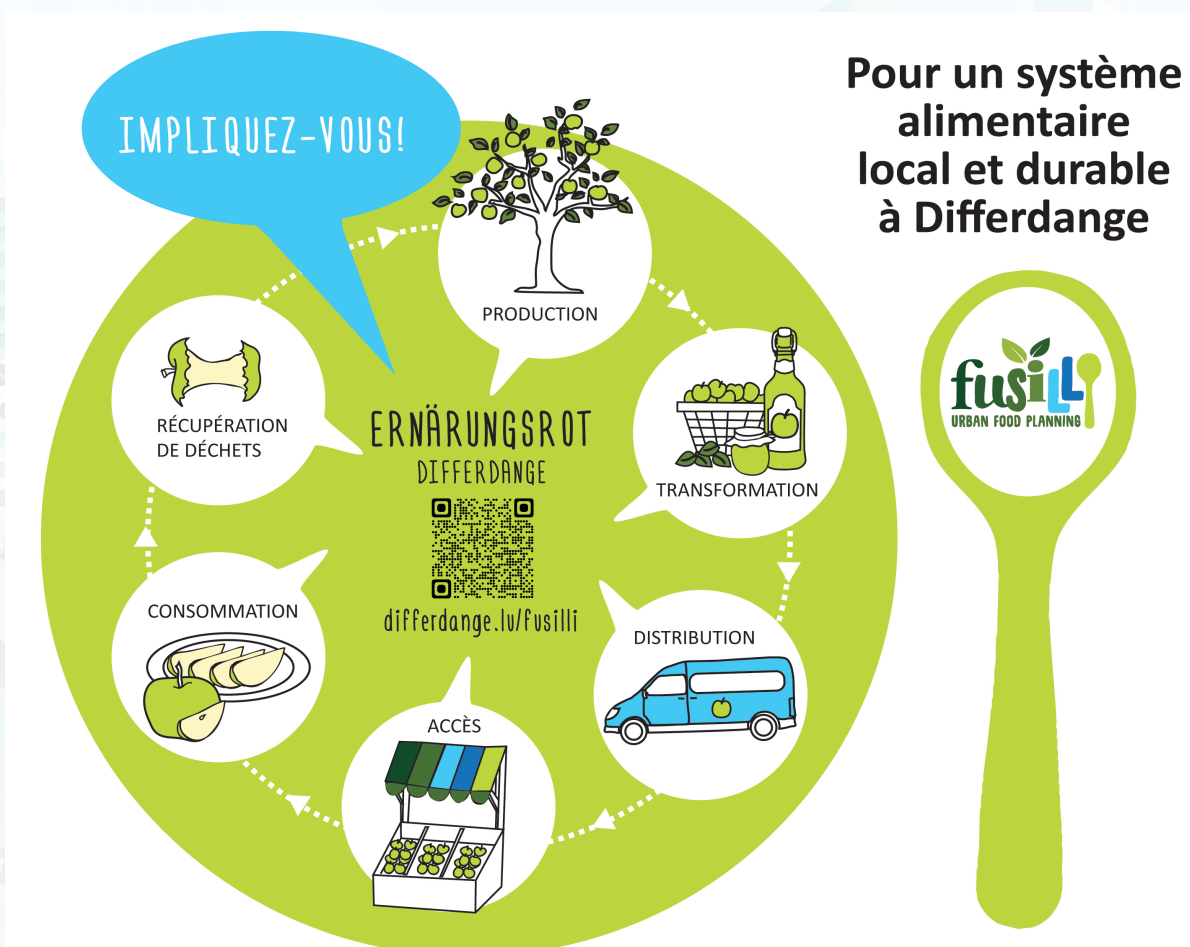 IMPLIQUEZ-VOUS!
Pour un système
alimentaire
local et durable
à Differdange
PRODUCTION
TRANSFORMATION
DISTRIBUTION
ACCÈS
CONSOMMATION
RÉCUPÉRATION
DE DÉCHETS
ERNÄRUNGSROT
DIFFERDANGE
differdange.lu/fusilli
fusilli
URBAN FOOD PLANNING